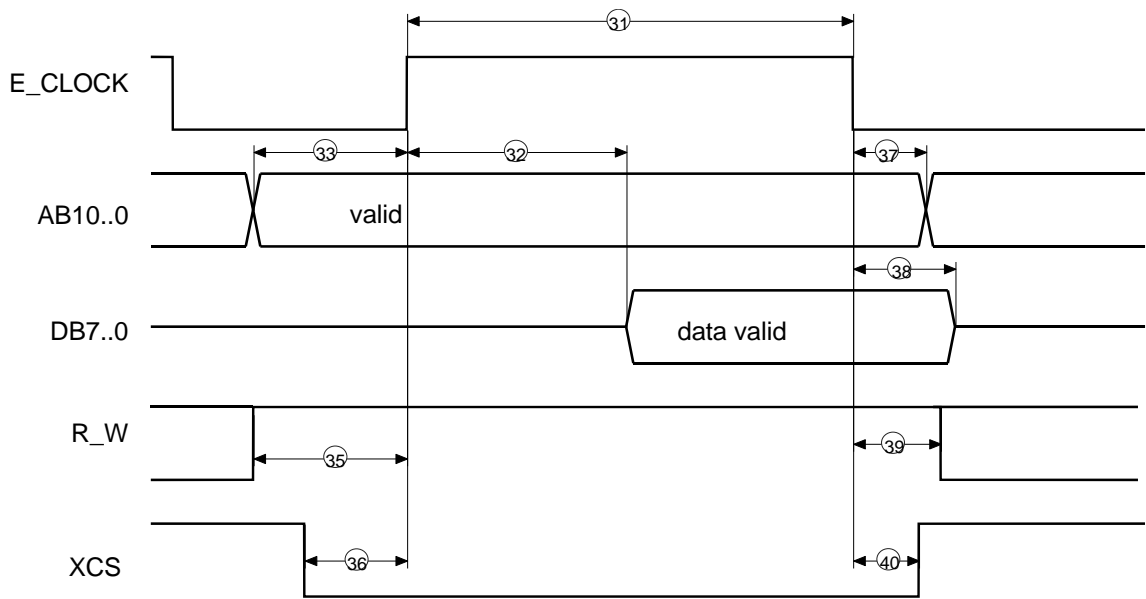 31
E_CLOCK
33
32
37
AB10..0
valid
38
DB7..0
data valid
R_W
35
39
36
40
XCS